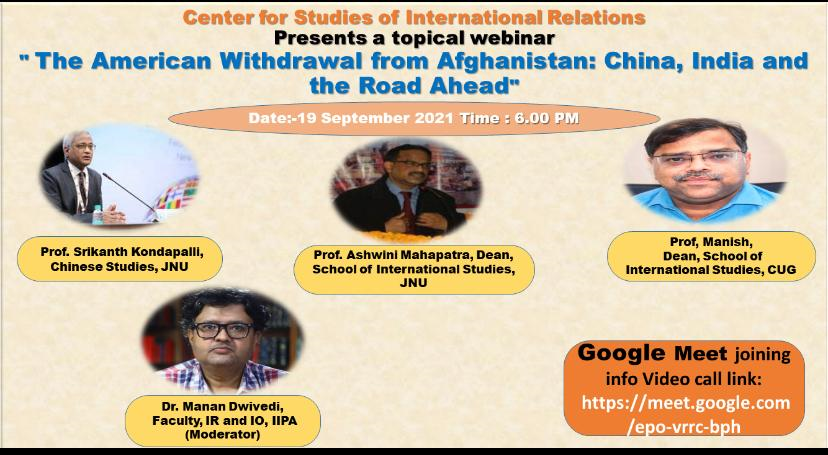 Center for Studies of International Relations
Presents a topical webinar
" The American Withdrawal from Afghanistan: China, India and
the Road Ahead"
Date:-19 September 2021 Time : 6.00 PM
Prof. Srikanth Kondapalli,
Chinese Studies, JNU
Prof. Ashwini Mahapatra, Dean,
School of International Studies,
JNU
Prof, Manish,
Dean, School of
International Studies, CUG
Dr. Manan Dwivedi,
Faculty, IR and IO, IIPA
(Moderator)
Google Meet joining
info Video call link:
https://meet.google.com
/epo-vrrc-bph